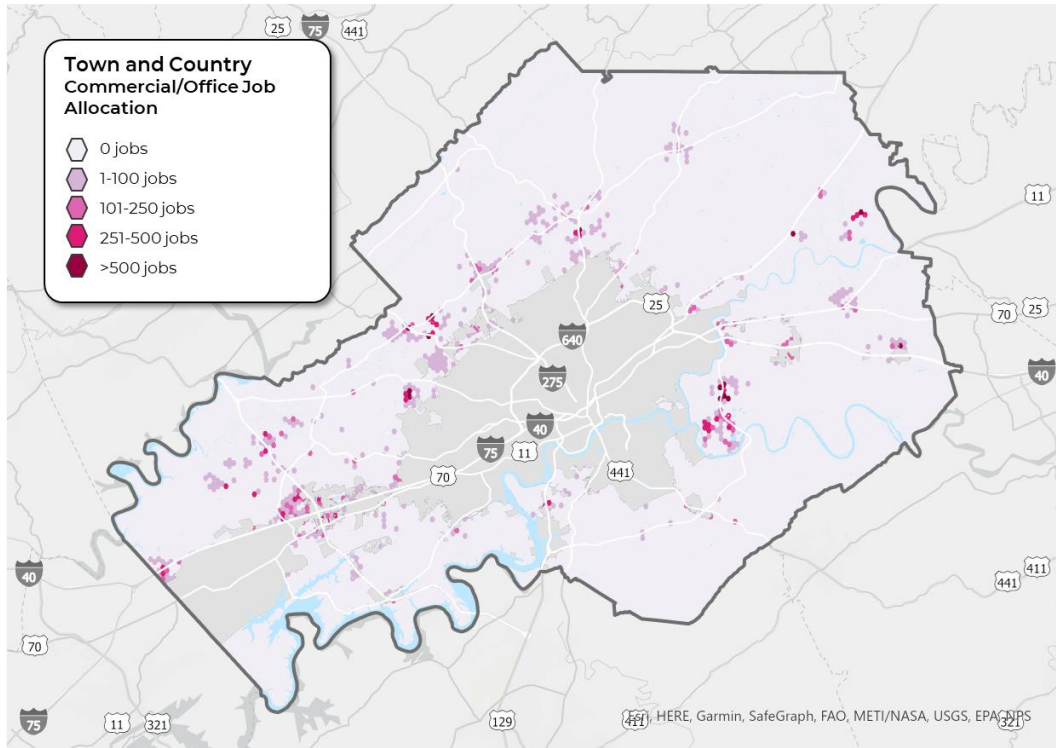 25
75
441
Town and Country
Commercial/Office Job
Allocation
0 jobs
1-100 jobs
101-250 jobs
251-500 jobs
>500 jobs
11
25
70
25
640
40
275
40
75
11
70
441
40
411
441
70
75
11
321
129
411
321
Esri, HERE, Garmin, SafeGraph, FAO, METI/NASA, USGS, EPA, NPS